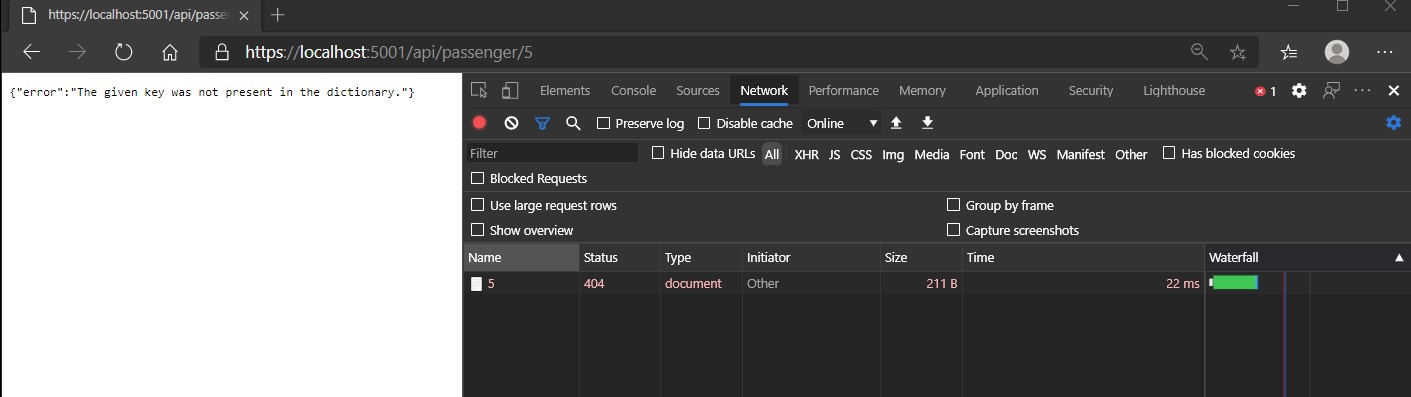 https://localhost:5001/api/passe
https://localhost:5001/api/passenger/5
{"error":"The given key was not present in the dictionary."}
Elements Console Sources Network Performance Memory Application Security Lighthouse 1
Preserve log Disable cache Online
Filter Hide data URLs All XHR JS CSS Img Media Font Doc WS Manifest Other Has blocked cookies
Blocked Requests
Use large request rows Group by frame
Show overview Capture screenshots
Name Status Type Initiator Size Time Waterfall
5 404 document Other 211 B 22 ms